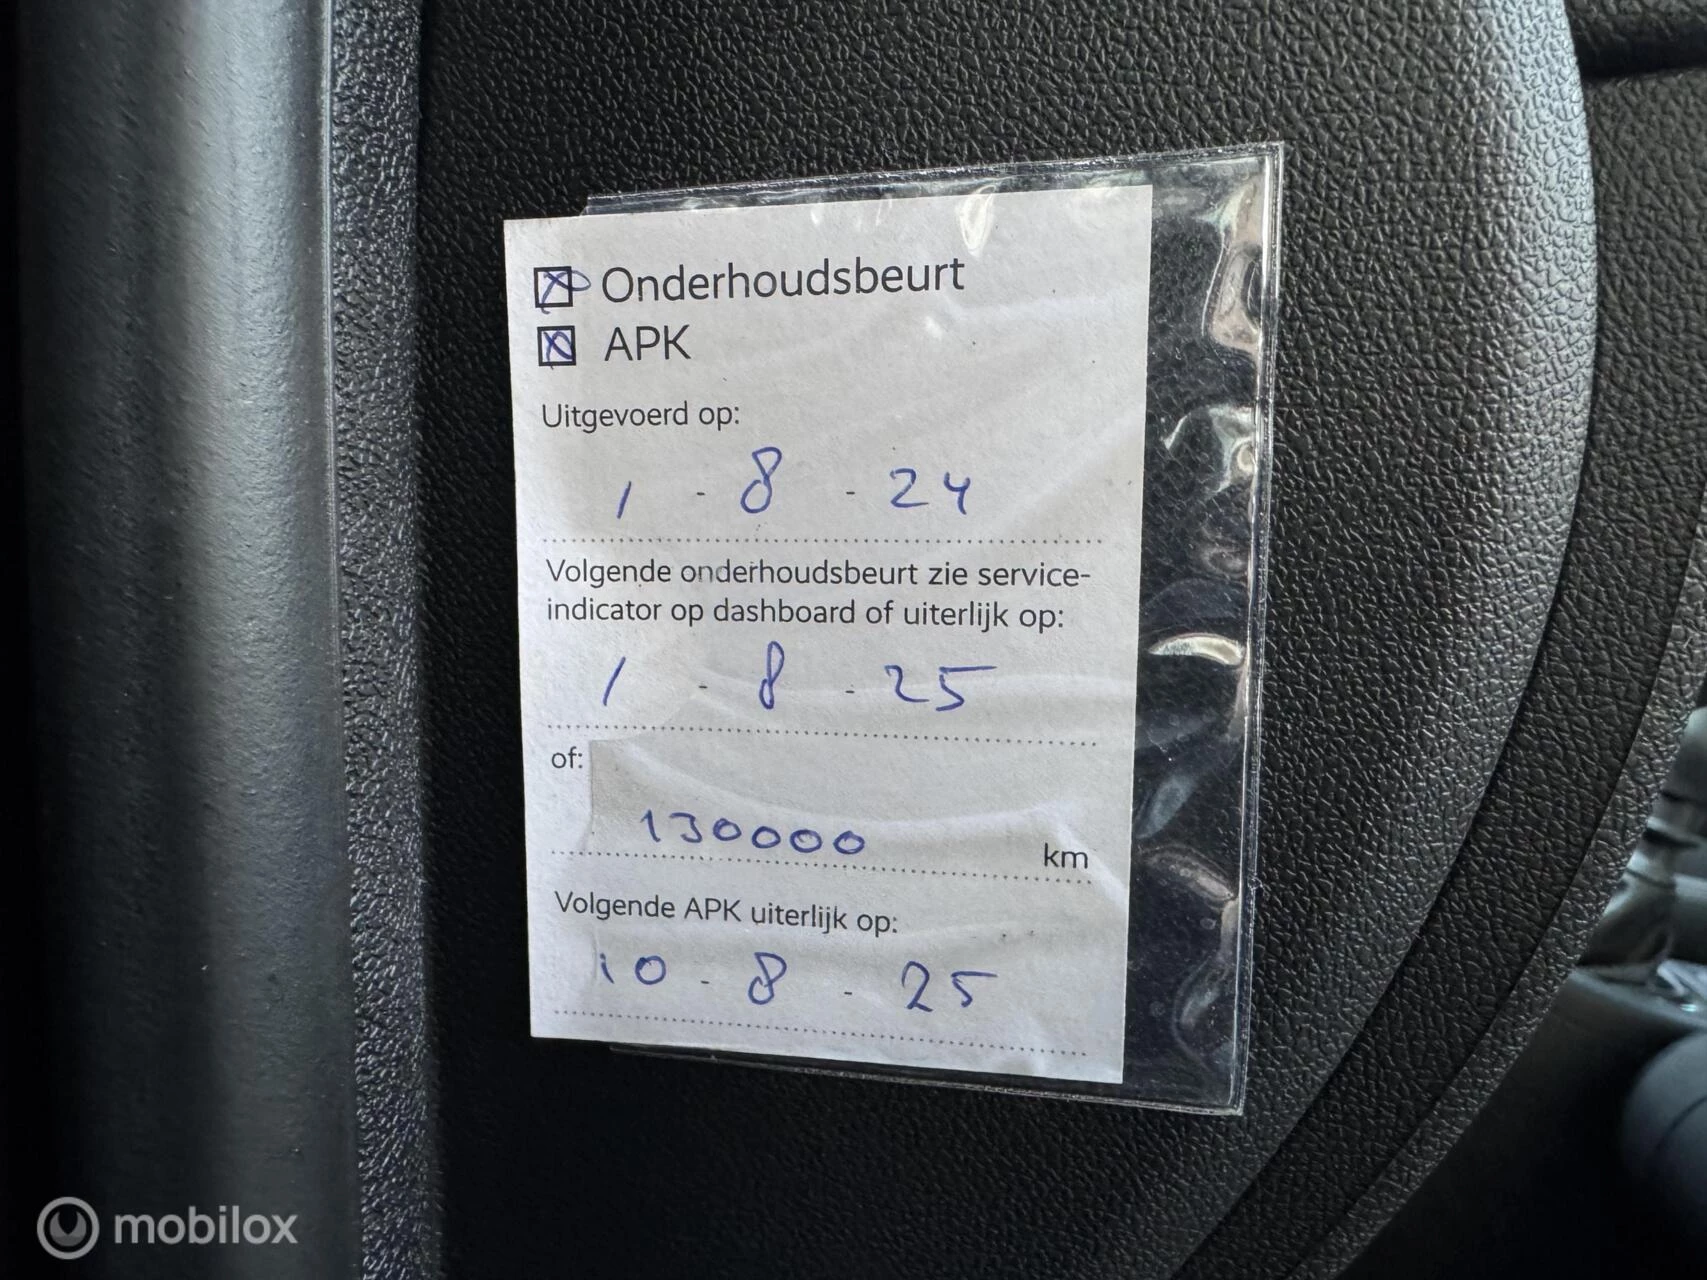 Onderhoudsbeurt
APK
Uitgevoerd op:
1 - 8 - 24
Volgende onderhoudsbeurt zie service-
indicator op dashboard of uiterlijk op:
1 - 8 - 25
of:
130000 km
Volgende APK uiterlijk op:
10 - 8 - 25
mobilox